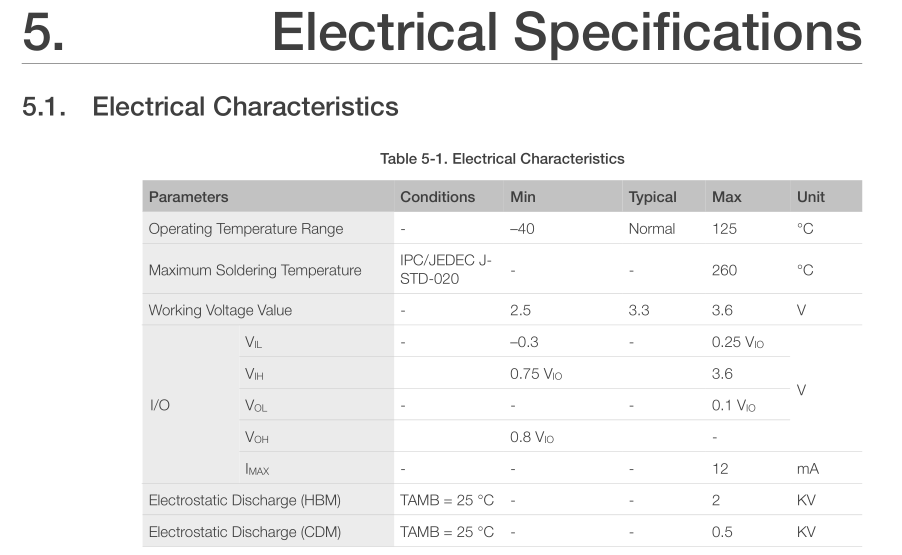 5. Electrical Specifications
5.1. Electrical Characteristics
Table 5-1. Electrical Characteristics
Parameters Conditions Min Typical Max Unit
Operating Temperature Range - –40 Normal 125 °C
Maximum Soldering Temperature IPC/JEDEC J-STD-020 - - 260 °C
Working Voltage Value - 2.5 3.3 3.6 V
I/O
VIL - –0.3 - 0.25 VIO
VIH 0.75 VIO 3.6
V
VOL - - - 0.1 VIO
VOH 0.8 VIO -
IMAX - - - 12 mA
Electrostatic Discharge (HBM) TAMB = 25 °C - - 2 KV
Electrostatic Discharge (CDM) TAMB = 25 °C - - 0.5 KV